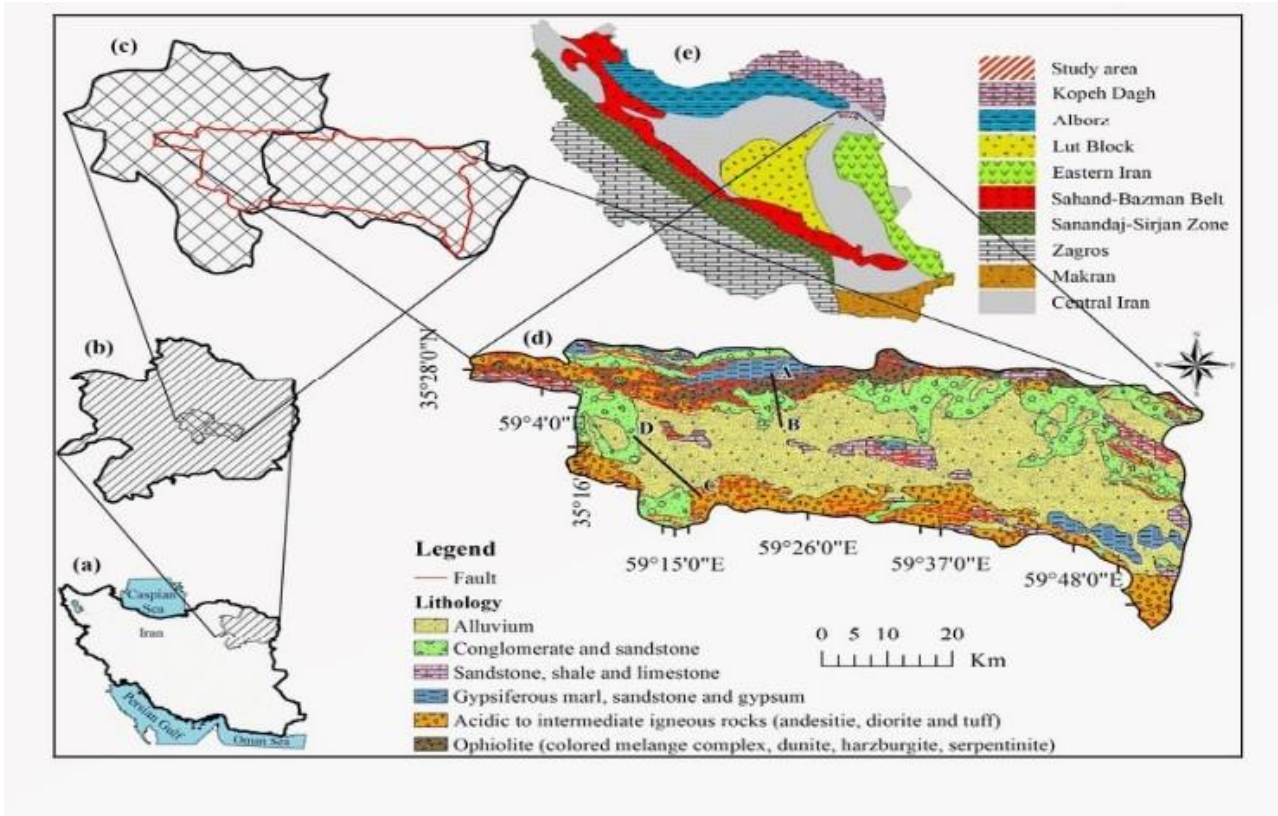 (c)
(e)
Study area
Kopeh Dagh
Alborz
Lut Block
Eastern Iran
Sahand-Bazman Belt
Sanandaj-Sirjan Zone
Zagros
Makran
Central Iran
(b)
(d)
35°28'0"N
59°4'0"
A
B
D
C
35°16'
59°15'0"E
59°26'0"E
59°37'0"E
59°48'0"E
(a)
Caspian
Sea
Iran
Persian Gulf
Oman Sea
Legend
Fault
Lithology
Alluvium
Conglomerate and sandstone
Sandstone, shale and limestone
Gypsiferous marl, sandstone and gypsum
Acidic to intermediate igneous rocks (andesitie, diorite and tuff)
Ophiolite (colored melange complex, dunite, harzburgite, serpentinite)
0 5 10 20
Km